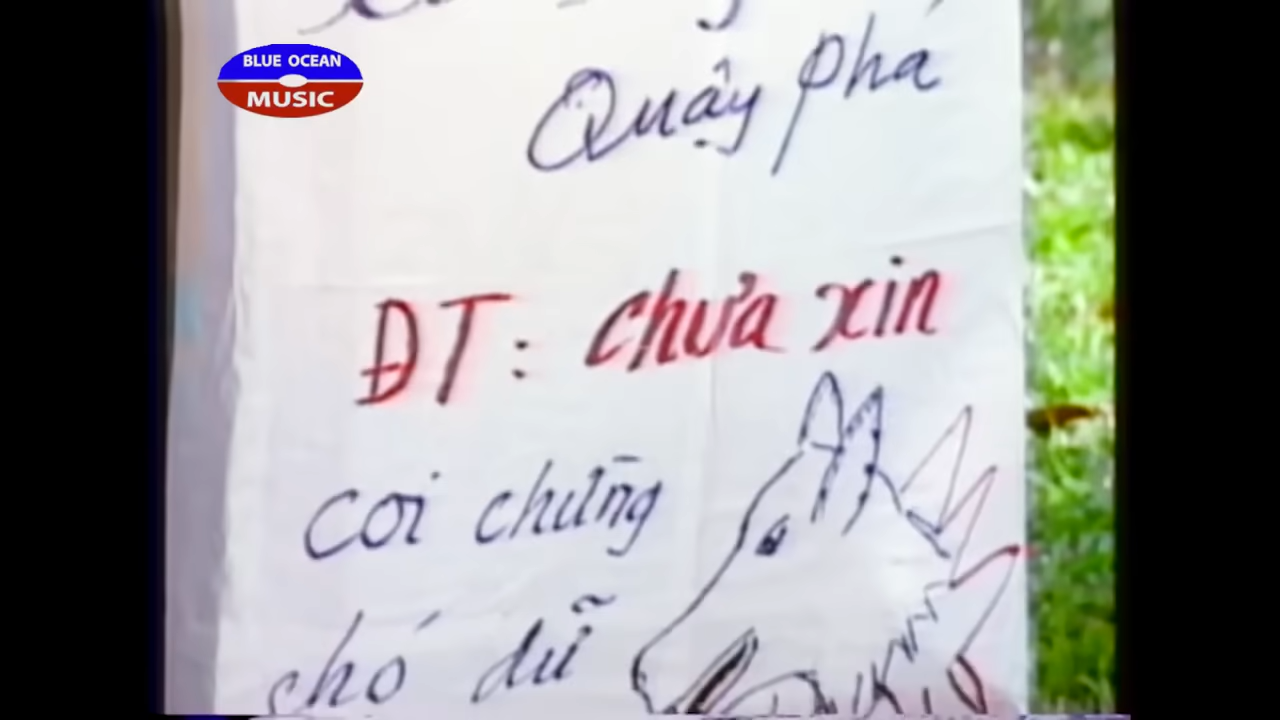 BLUE OCEAN
MUSIC
Quậy phá
ĐT: chưa xin
coi chừng
chó dữ